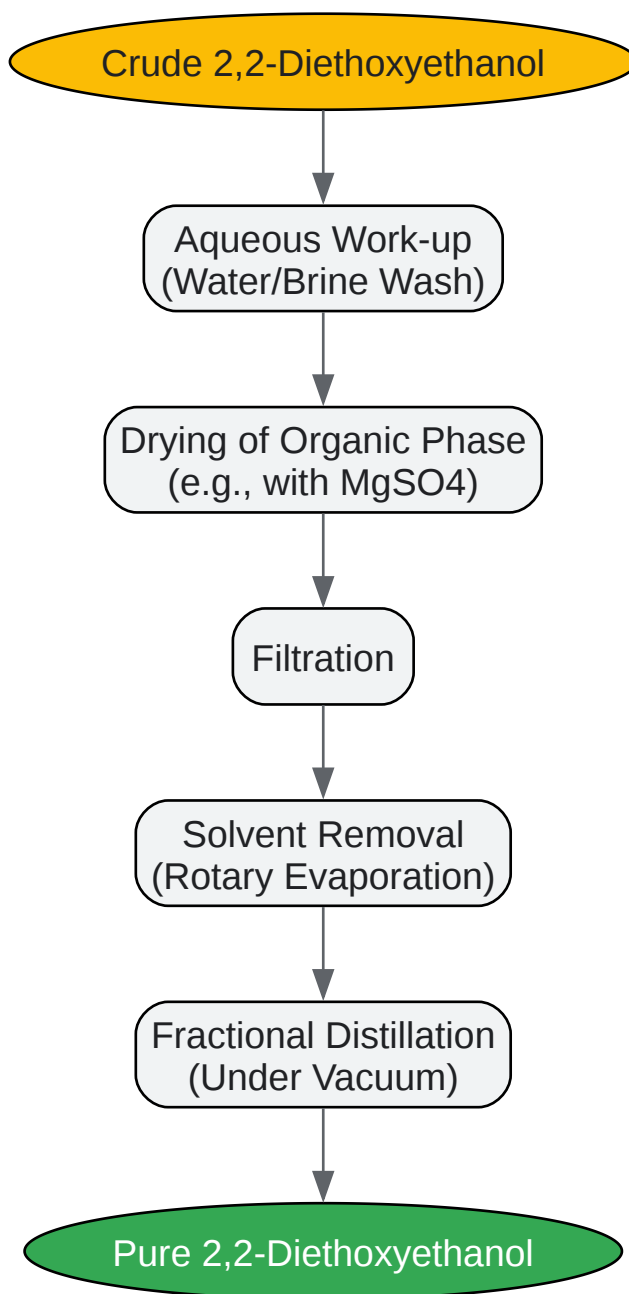 Crude 2,2-Diethoxyethanol
Aqueous Work-up
(Water/Brine Wash)
Drying of Organic Phase
(e.g., with MgSO4)
Filtration
Solvent Removal
(Rotary Evaporation)
Fractional Distillation
(Under Vacuum)
Pure 2,2-Diethoxyethanol